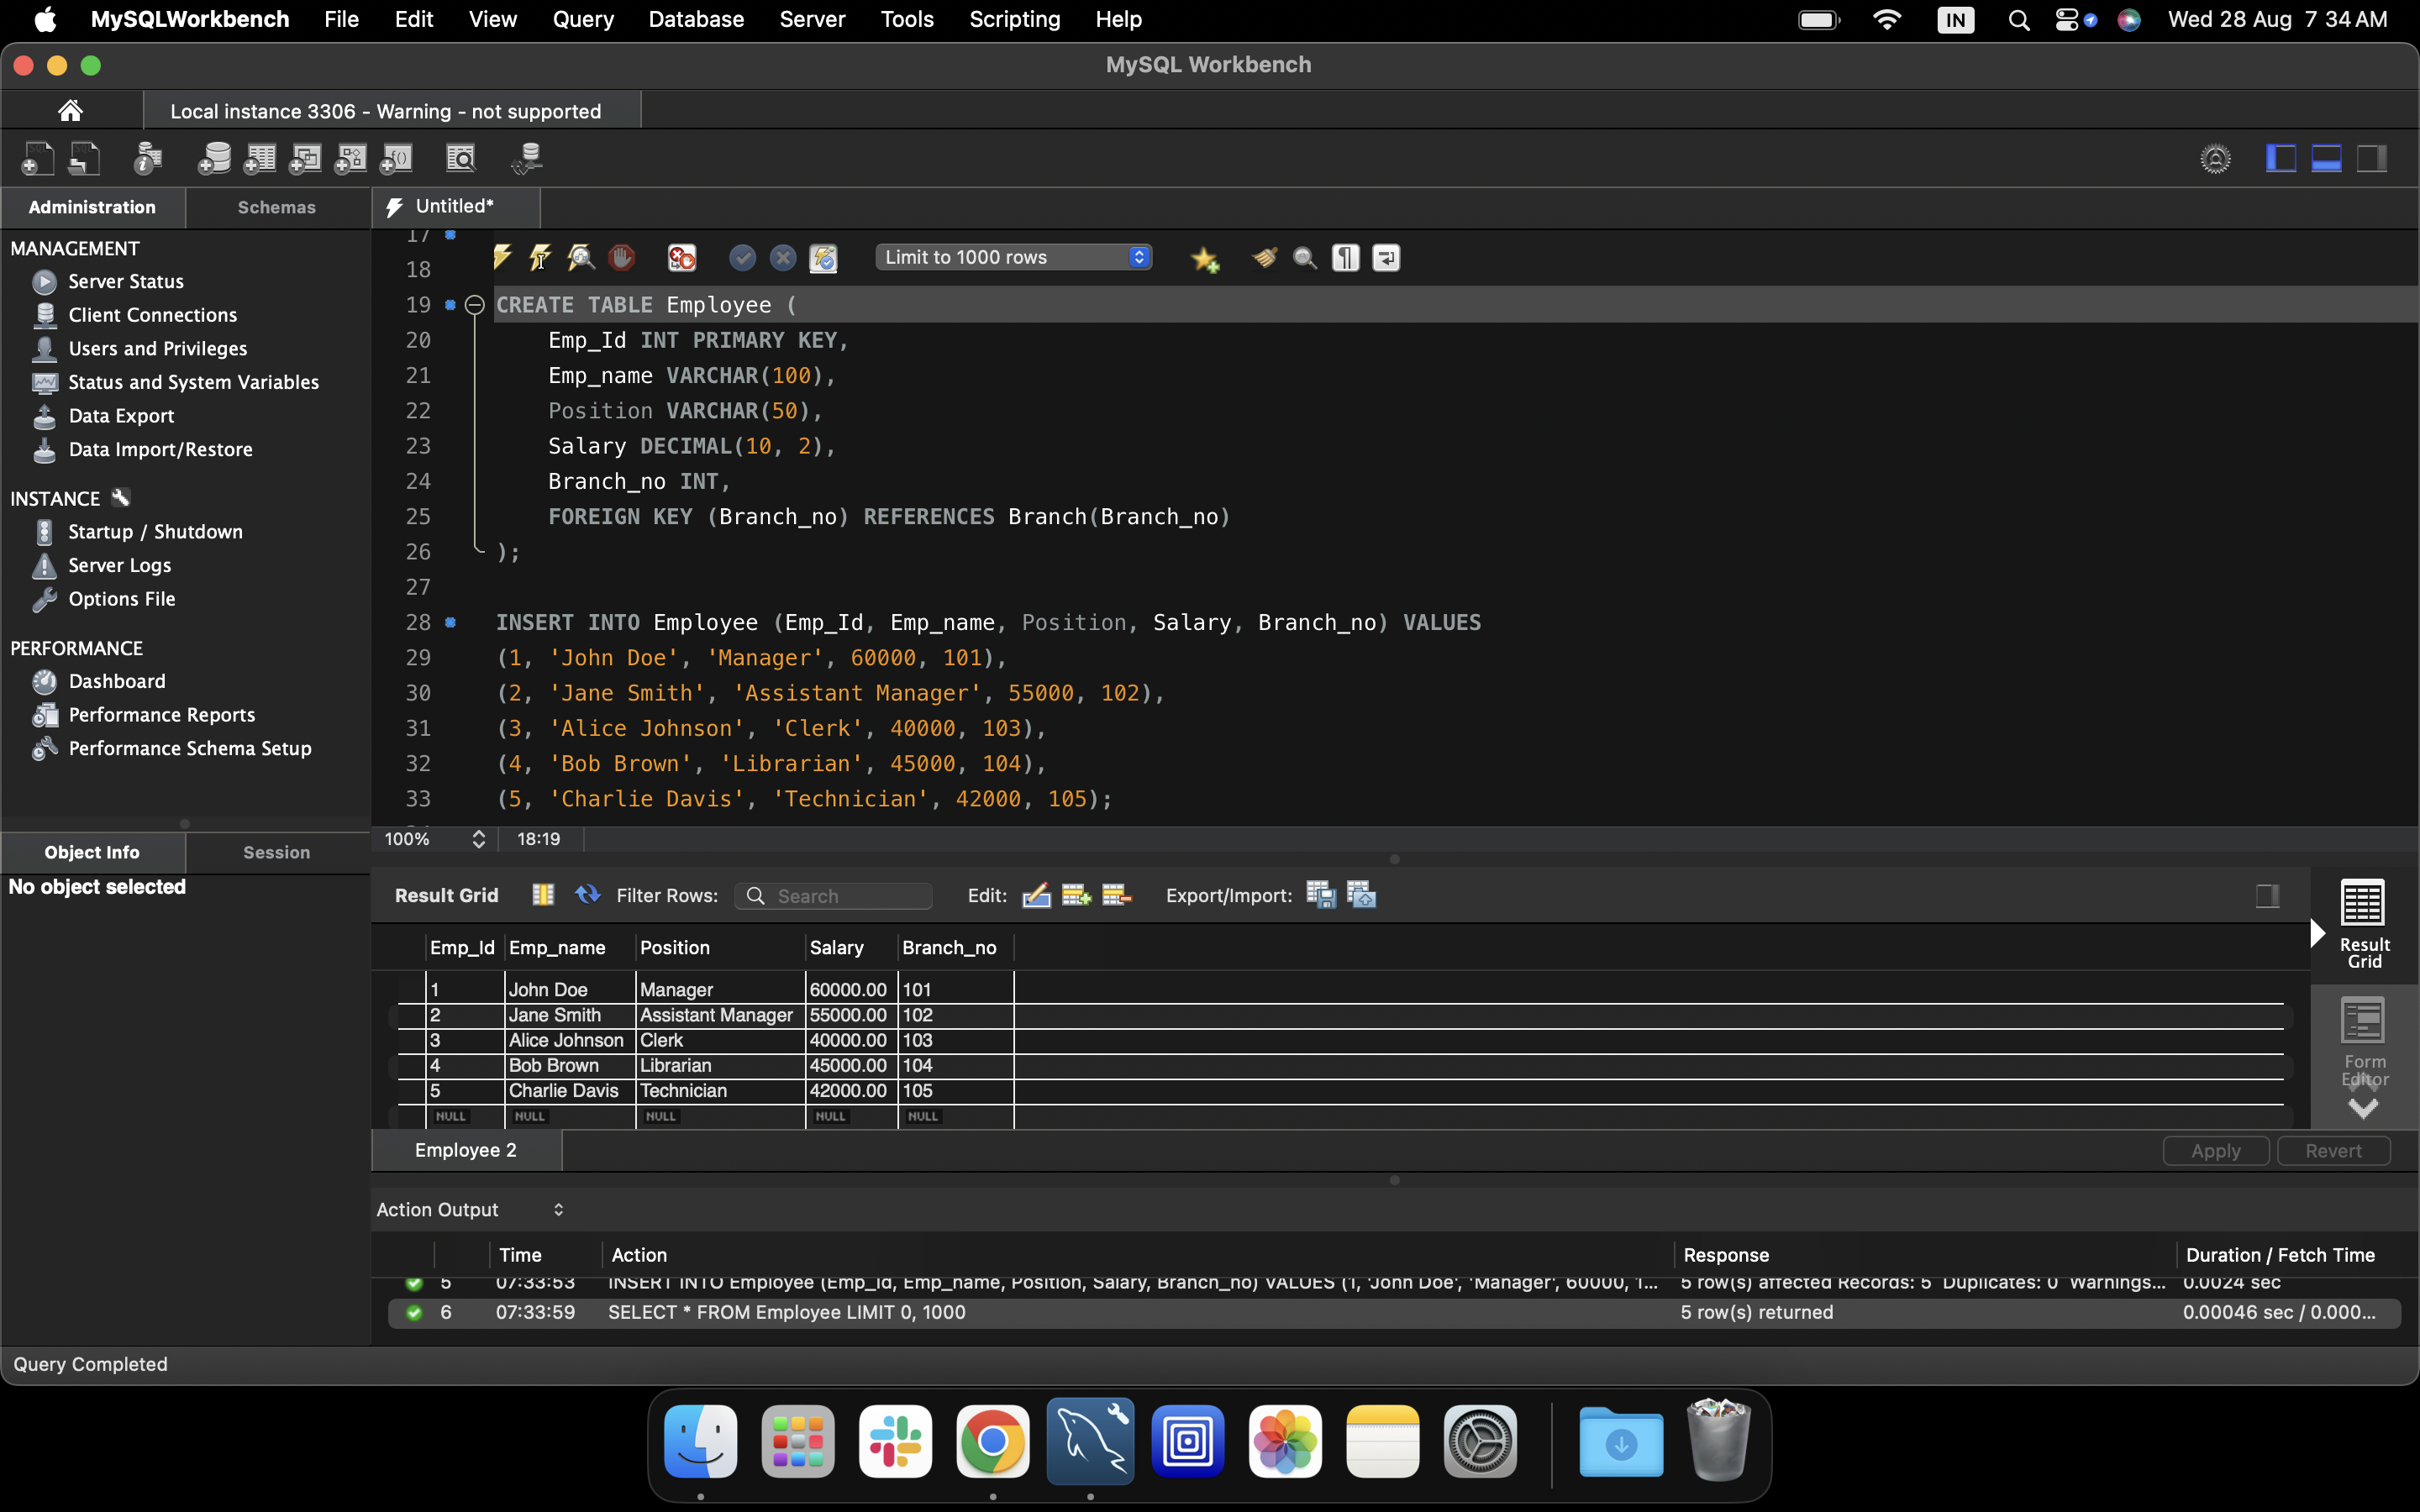 MySQLWorkbench File Edit View Query Database Server Tools Scripting Help IN Wed 28 Aug 7 34 AM
MySQL Workbench
Local instance 3306 - Warning - not supported
Administration Schemas Untitled*
MANAGEMENT
Server Status
Client Connections
Users and Privileges
Status and System Variables
Data Export
Data Import/Restore
INSTANCE
Startup / Shutdown
Server Logs
Options File
PERFORMANCE
Dashboard
Performance Reports
Performance Schema Setup
Object Info Session
No object selected
17
18 Limit to 1000 rows
19 CREATE TABLE Employee (
20 Emp_Id INT PRIMARY KEY,
21 Emp_name VARCHAR(100),
22 Position VARCHAR(50),
23 Salary DECIMAL(10, 2),
24 Branch_no INT,
25 FOREIGN KEY (Branch_no) REFERENCES Branch(Branch_no)
26 );
27
28 INSERT INTO Employee (Emp_Id, Emp_name, Position, Salary, Branch_no) VALUES
29 (1, 'John Doe', 'Manager', 60000, 101),
30 (2, 'Jane Smith', 'Assistant Manager', 55000, 102),
31 (3, 'Alice Johnson', 'Clerk', 40000, 103),
32 (4, 'Bob Brown', 'Librarian', 45000, 104),
33 (5, 'Charlie Davis', 'Technician', 42000, 105);
100% 18:19
Result Grid Filter Rows: Search Edit: Export/Import:
Emp_Id Emp_name Position Salary Branch_no
1 John Doe Manager 60000.00 101
2 Jane Smith Assistant Manager 55000.00 102
3 Alice Johnson Clerk 40000.00 103
4 Bob Brown Librarian 45000.00 104
5 Charlie Davis Technician 42000.00 105
NULL NULL NULL NULL NULL
Result
Grid
Form
Editor
Employee 2 Apply Revert
Action Output
Time Action Response Duration / Fetch Time
5 07:33:53 INSERT INTO Employee (Emp_Id, Emp_name, Position, Salary, Branch_no) VALUES (1, 'John Doe', 'Manager', 60000, 1... 5 row(s) affected Records: 5 Duplicates: 0 Warnings... 0.0024 sec
6 07:33:59 SELECT * FROM Employee LIMIT 0, 1000 5 row(s) returned 0.00046 sec / 0.000...
Query Completed